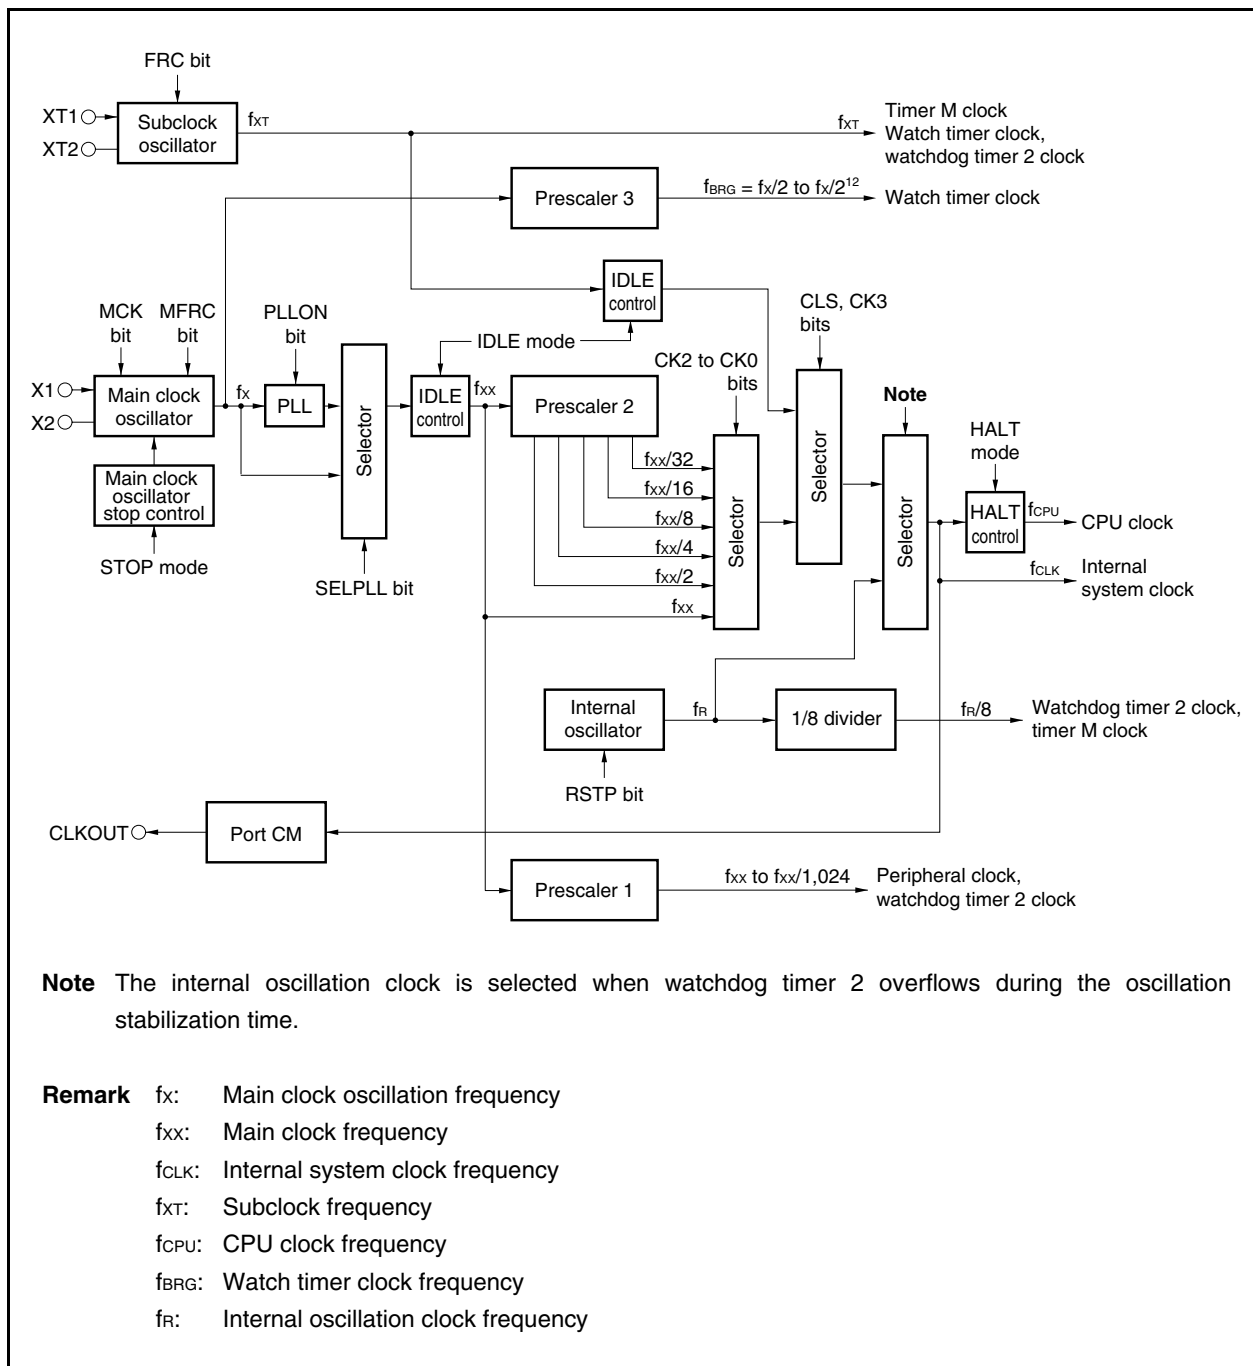 FRC bit
XT1
XT2
Subclock
oscillator
fXT
fXT
Timer M clock
Watch timer clock,
watchdog timer 2 clock
Prescaler 3
fBRG = fX/2 to fX/2¹²
Watch timer clock
IDLE
control
MCK
bit
MFRC
bit
PLLON
bit
IDLE mode
CLS, CK3
bits
CK2 to CK0
bits
X1
X2
Main clock
oscillator
fX
PLL
Selector
IDLE
control
fXX
Prescaler 2
Note
HALT
mode
Main clock
oscillator
stop control
STOP mode
SELPLL bit
fXX/32
fXX/16
fXX/8
fXX/4
fXX/2
fXX
Selector
Selector
Selector
HALT
control
fCPU
CPU clock
fCLK
Internal
system clock
Internal
oscillator
fR
1/8 divider
fR/8
Watchdog timer 2 clock,
timer M clock
RSTP bit
CLKOUT
Port CM
Prescaler 1
fXX to fXX/1,024
Peripheral clock,
watchdog timer 2 clock
Note The internal oscillation clock is selected when watchdog timer 2 overflows during the oscillation
stabilization time.
Remark fX: Main clock oscillation frequency
fXX: Main clock frequency
fCLK: Internal system clock frequency
fXT: Subclock frequency
fCPU: CPU clock frequency
fBRG: Watch timer clock frequency
fR: Internal oscillation clock frequency